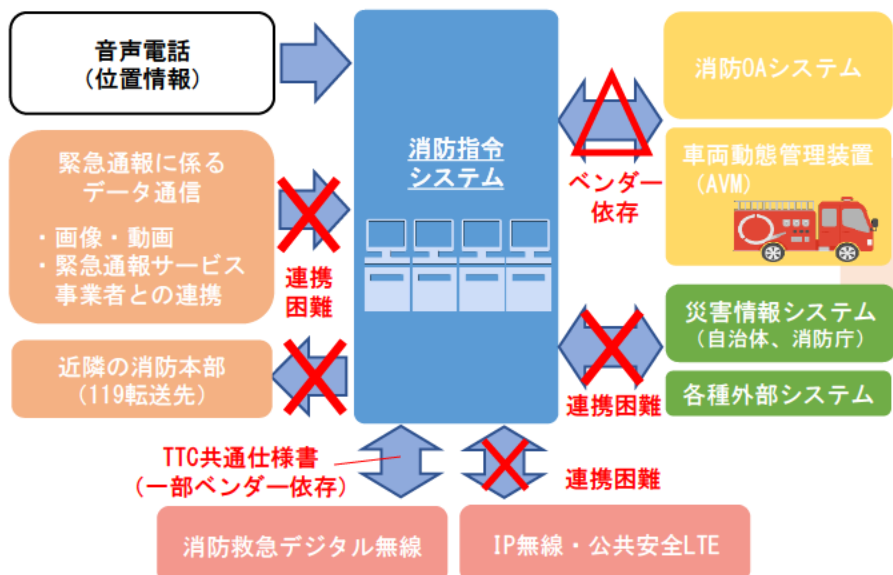 音声電話
(位置情報)
緊急通報に係る
データ通信
・画像・動画
・緊急通報サービス
事業者との連携
連携
困難
近隣の消防本部
(119転送先)
消防指令
システム
消防OAシステム
ベンダー
依存
車両動態管理装置
(AVM)
災害情報システム
(自治体、消防庁)
各種外部システム
連携困難
TTC共通仕様書
(一部ベンダー依存)
連携困難
消防救急デジタル無線
IP無線・公共安全LTE